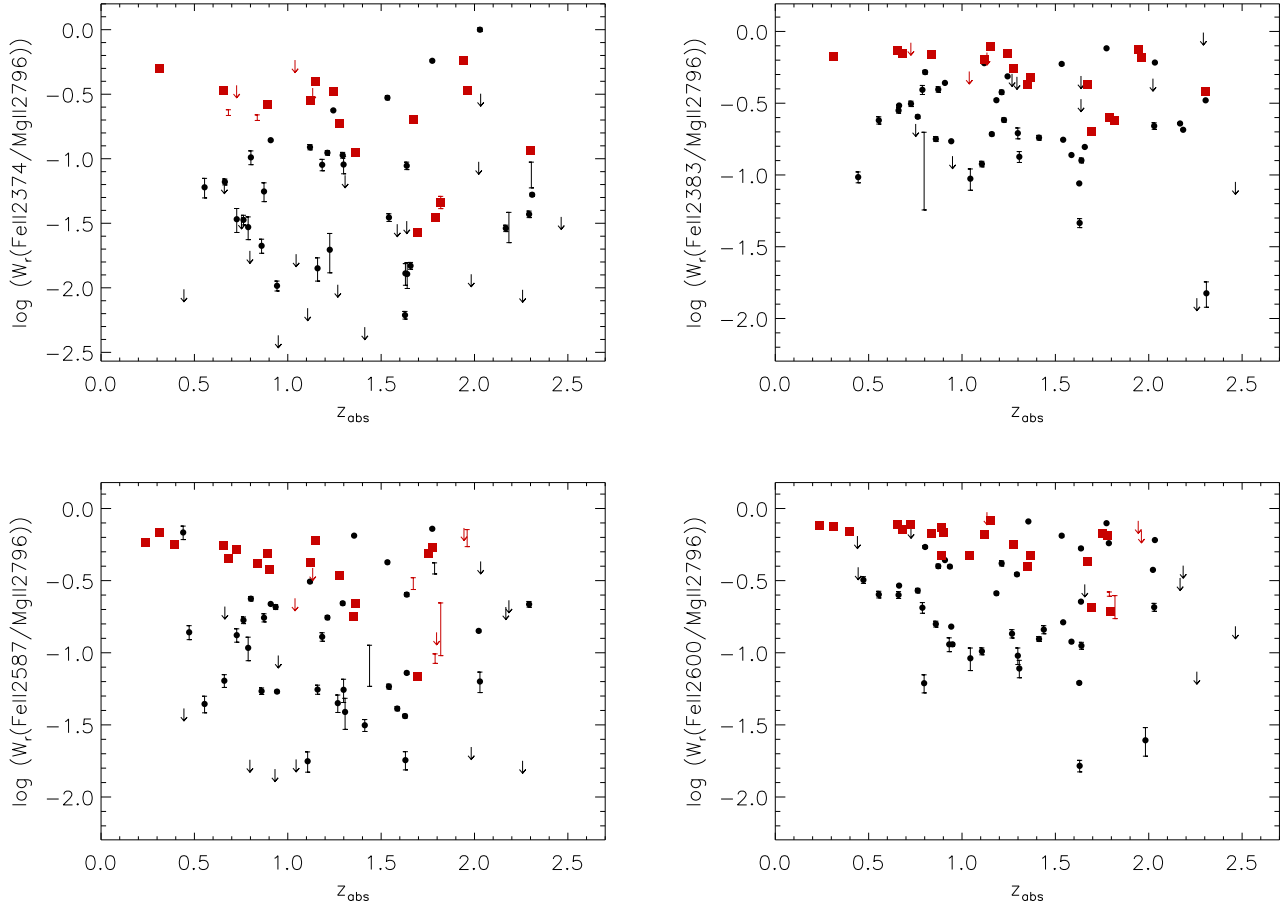 log (Wr(FeII2374/MgII2796))
0.0
−0.5
−1.0
−1.5
−2.0
−2.5
0.0 0.5 1.0 1.5 2.0 2.5
zabs
log (Wr(FeII2383/MgII2796))
0.0
−0.5
−1.0
−1.5
−2.0
0.0 0.5 1.0 1.5 2.0 2.5
zabs
log (Wr(FeII2587/MgII2796))
0.0
−0.5
−1.0
−1.5
−2.0
0.0 0.5 1.0 1.5 2.0 2.5
zabs
log (Wr(FeII2600/MgII2796))
0.0
−0.5
−1.0
−1.5
−2.0
0.0 0.5 1.0 1.5 2.0 2.5
zabs